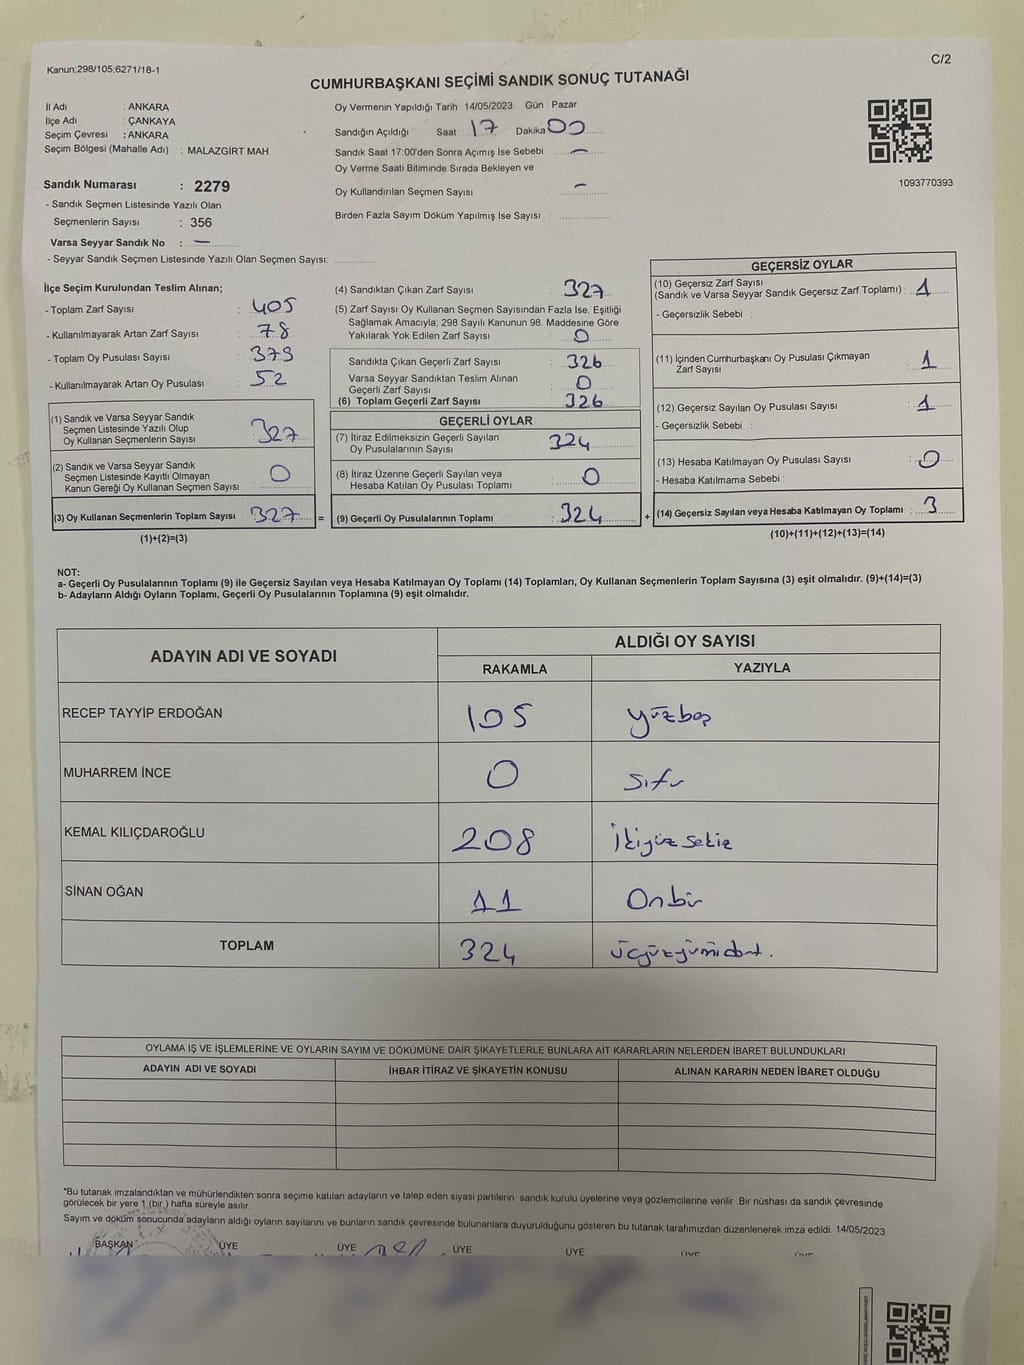 Kanun;298/105,6271/18-1
C/2
CUMHURBAŞKANI SEÇİMİ SANDIK SONUÇ TUTANAĞI
İl Adı : ANKARA
İlçe Adı : ÇANKAYA
Seçim Çevresi : ANKARA
Seçim Bölgesi (Mahalle Adı) : MALAZGİRT MAH.
Oy Vermenin Yapıldığı Tarih 14/05/2023 Gün : Pazar
Sandığın Açıldığı Saat : 17 Dakika 00
Sandık Saat 17:00'den Sonra Açımış İse Sebebi : —
Oy Verme Saati Bitiminde Sırada Bekleyen ve
Oy Kullandırılan Seçmen Sayısı : —
Birden Fazla Sayım Döküm Yapılmış İse Sayısı :
1093770393
Sandık Numarası : 2279
- Sandık Seçmen Listesinde Yazılı Olan
Seçmenlerin Sayısı : 356
Varsa Seyyar Sandık No : —
- Seyyar Sandık Seçmen Listesinde Yazılı Olan Seçmen Sayısı:
İlçe Seçim Kurulundan Teslim Alınan;
- Toplam Zarf Sayısı : 405
- Kullanılmayarak Artan Zarf Sayısı : 78
- Toplam Oy Pusulası Sayısı : 379
- Kullanılmayarak Artan Oy Pusulası : 52
(1) Sandık ve Varsa Seyyar Sandık
Seçmen Listesinde Yazılı Olup
Oy Kullanan Seçmenlerin Sayısı : 327
(2) Sandık ve Varsa Seyyar Sandık
Seçmen Listesinde Kayıtlı Olmayan
Kanun Gereği Oy Kullanan Seçmen Sayısı : 0
(3) Oy Kullanan Seçmenlerin Toplam Sayısı : 327 =
(1)+(2)=(3)
(4) Sandıktan Çıkan Zarf Sayısı : 327
(5) Zarf Sayısı Oy Kullanan Seçmen Sayısından Fazla İse, Eşitliği
Sağlamak Amacıyla; 298 Sayılı Kanunun 98. Maddesine Göre
Yakılarak Yok Edilen Zarf Sayısı : 0
Sandıkta Çıkan Geçerli Zarf Sayısı : 326
Varsa Seyyar Sandıktan Teslim Alınan
Geçerli Zarf Sayısı : 0
(6) Toplam Geçerli Zarf Sayısı : 326
GEÇERLİ OYLAR
(7) İtiraz Edilmeksizin Geçerli Sayılan
Oy Pusulalarının Sayısı : 324
(8) İtiraz Üzerine Geçerli Sayılan veya
Hesaba Katılan Oy Pusulası Toplamı : 0
(9) Geçerli Oy Pusulalarının Toplamı : 324 +
GEÇERSİZ OYLAR
(10) Geçersiz Zarf Sayısı
(Sandık ve Varsa Seyyar Sandık Geçersiz Zarf Toplamı) : 1
- Geçersizlik Sebebi :
(11) İçinden Cumhurbaşkanı Oy Pusulası Çıkmayan
Zarf Sayısı : 1
(12) Geçersiz Sayılan Oy Pusulası Sayısı : 1
- Geçersizlik Sebebi :
(13) Hesaba Katılmayan Oy Pusulası Sayısı : 0
- Hesaba Katılmama Sebebi :
(14) Geçersiz Sayılan veya Hesaba Katılmayan Oy Toplamı : 3
(10)+(11)+(12)+(13)=(14)
NOT:
a- Geçerli Oy Pusulalarının Toplamı (9) ile Geçersiz Sayılan veya Hesaba Katılmayan Oy Toplamı (14) Toplamları, Oy Kullanan Seçmenlerin Toplam Sayısına (3) eşit olmalıdır. (9)+(14)=(3)
b- Adayların Aldığı Oyların Toplamı, Geçerli Oy Pusulalarının Toplamına (9) eşit olmalıdır.
ADAYIN ADI VE SOYADI
ALDIĞI OY SAYISI
RAKAMLA YAZIYLA
RECEP TAYYİP ERDOĞAN 105 yüzbeş
MUHARREM İNCE 0 sıfır
KEMAL KILIÇDAROĞLU 208 İkiyüz sekiz
SİNAN OĞAN 11 Onbir
TOPLAM 324 üçyüzyirmidört.
OYLAMA İŞ VE İŞLEMLERİNE VE OYLARIN SAYIM VE DÖKÜMÜNE DAİR ŞİKAYETLERLE BUNLARA AİT KARARLARIN NELERDEN İBARET BULUNDUKLARI
ADAYIN ADI VE SOYADI İHBAR İTİRAZ VE ŞİKAYETİN KONUSU ALINAN KARARIN NEDEN İBARET OLDUĞU
*Bu tutanak imzalandıktan ve mühürlendikten sonra seçime katılan adayların ve talep eden siyasi partilerin sandık kurulu üyelerine veya gözlemcilerine verilir. Bir nüshası da sandık çevresinde
görülecek bir yere 1 (bir) hafta süreyle asılır.
Sayım ve döküm sonucunda adayların aldığı oyların sayılarını ve bunların sandık çevresinde bulunanlara duyurulduğunu gösteren bu tutanak tarafımızdan düzenlenerek imza edildi. 14/05/2023
BAŞKAN ÜYE ÜYE ÜYE ÜYE ÜYE ÜYE